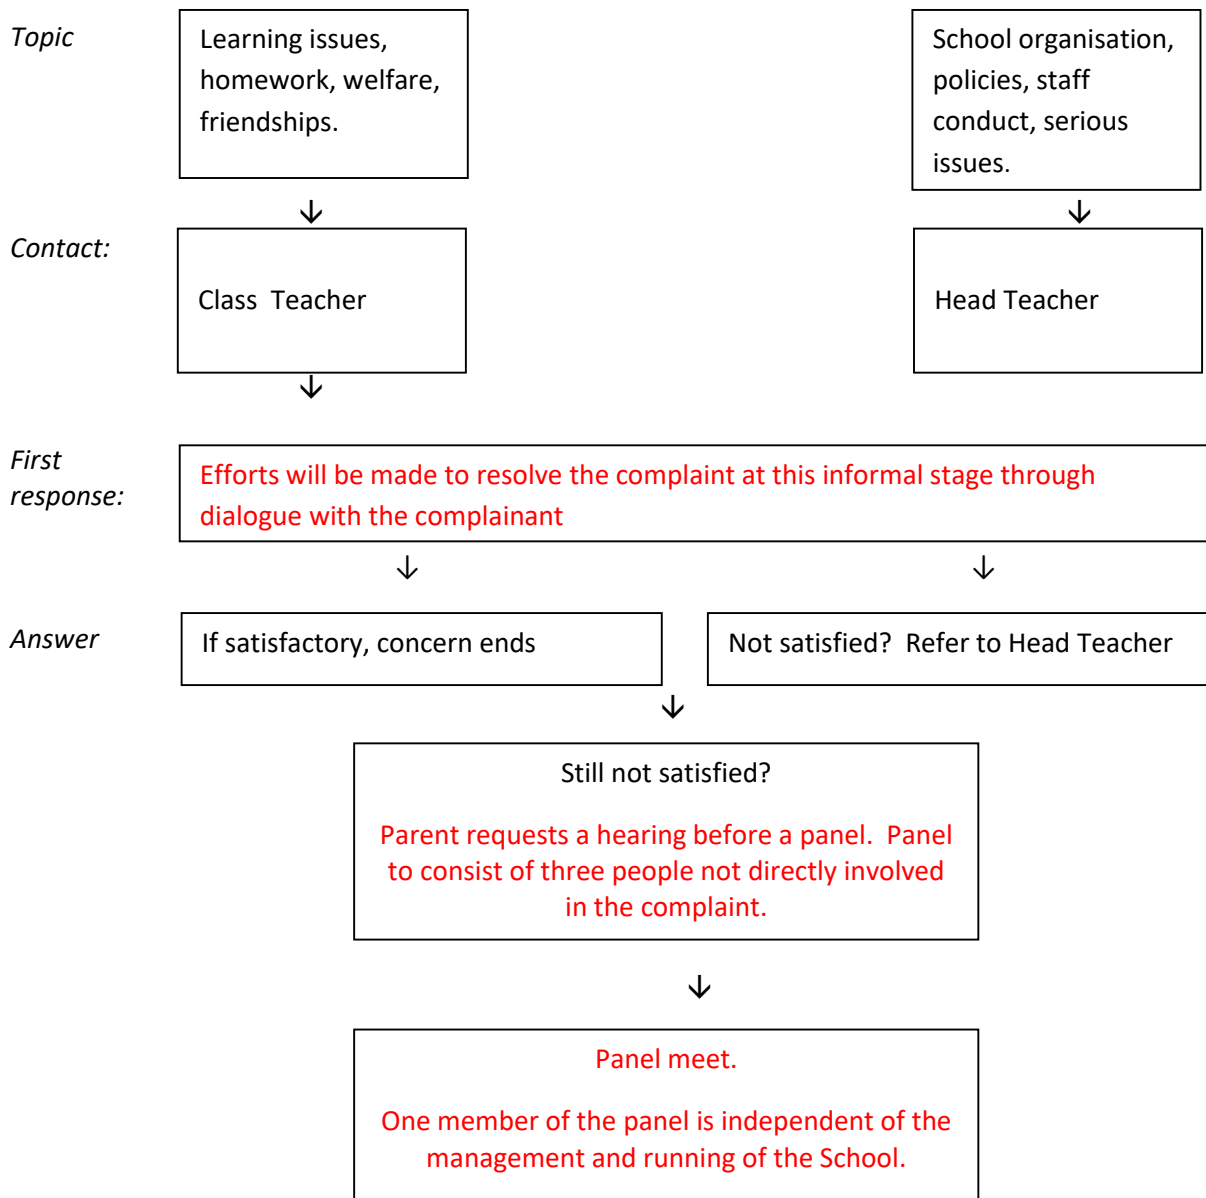 Topic
Learning issues,
homework, welfare,
friendships.
School organisation,
policies, staff
conduct, serious
issues.
Contact:
Class  Teacher
Head Teacher
First
response:
Efforts will be made to resolve the complaint at this informal stage through
dialogue with the complainant
Answer
If satisfactory, concern ends
Not satisfied?  Refer to Head Teacher
Still not satisfied?
Parent requests a hearing before a panel.  Panel
to consist of three people not directly involved
in the complaint.
Panel meet.
One member of the panel is independent of the
management and running of the School.